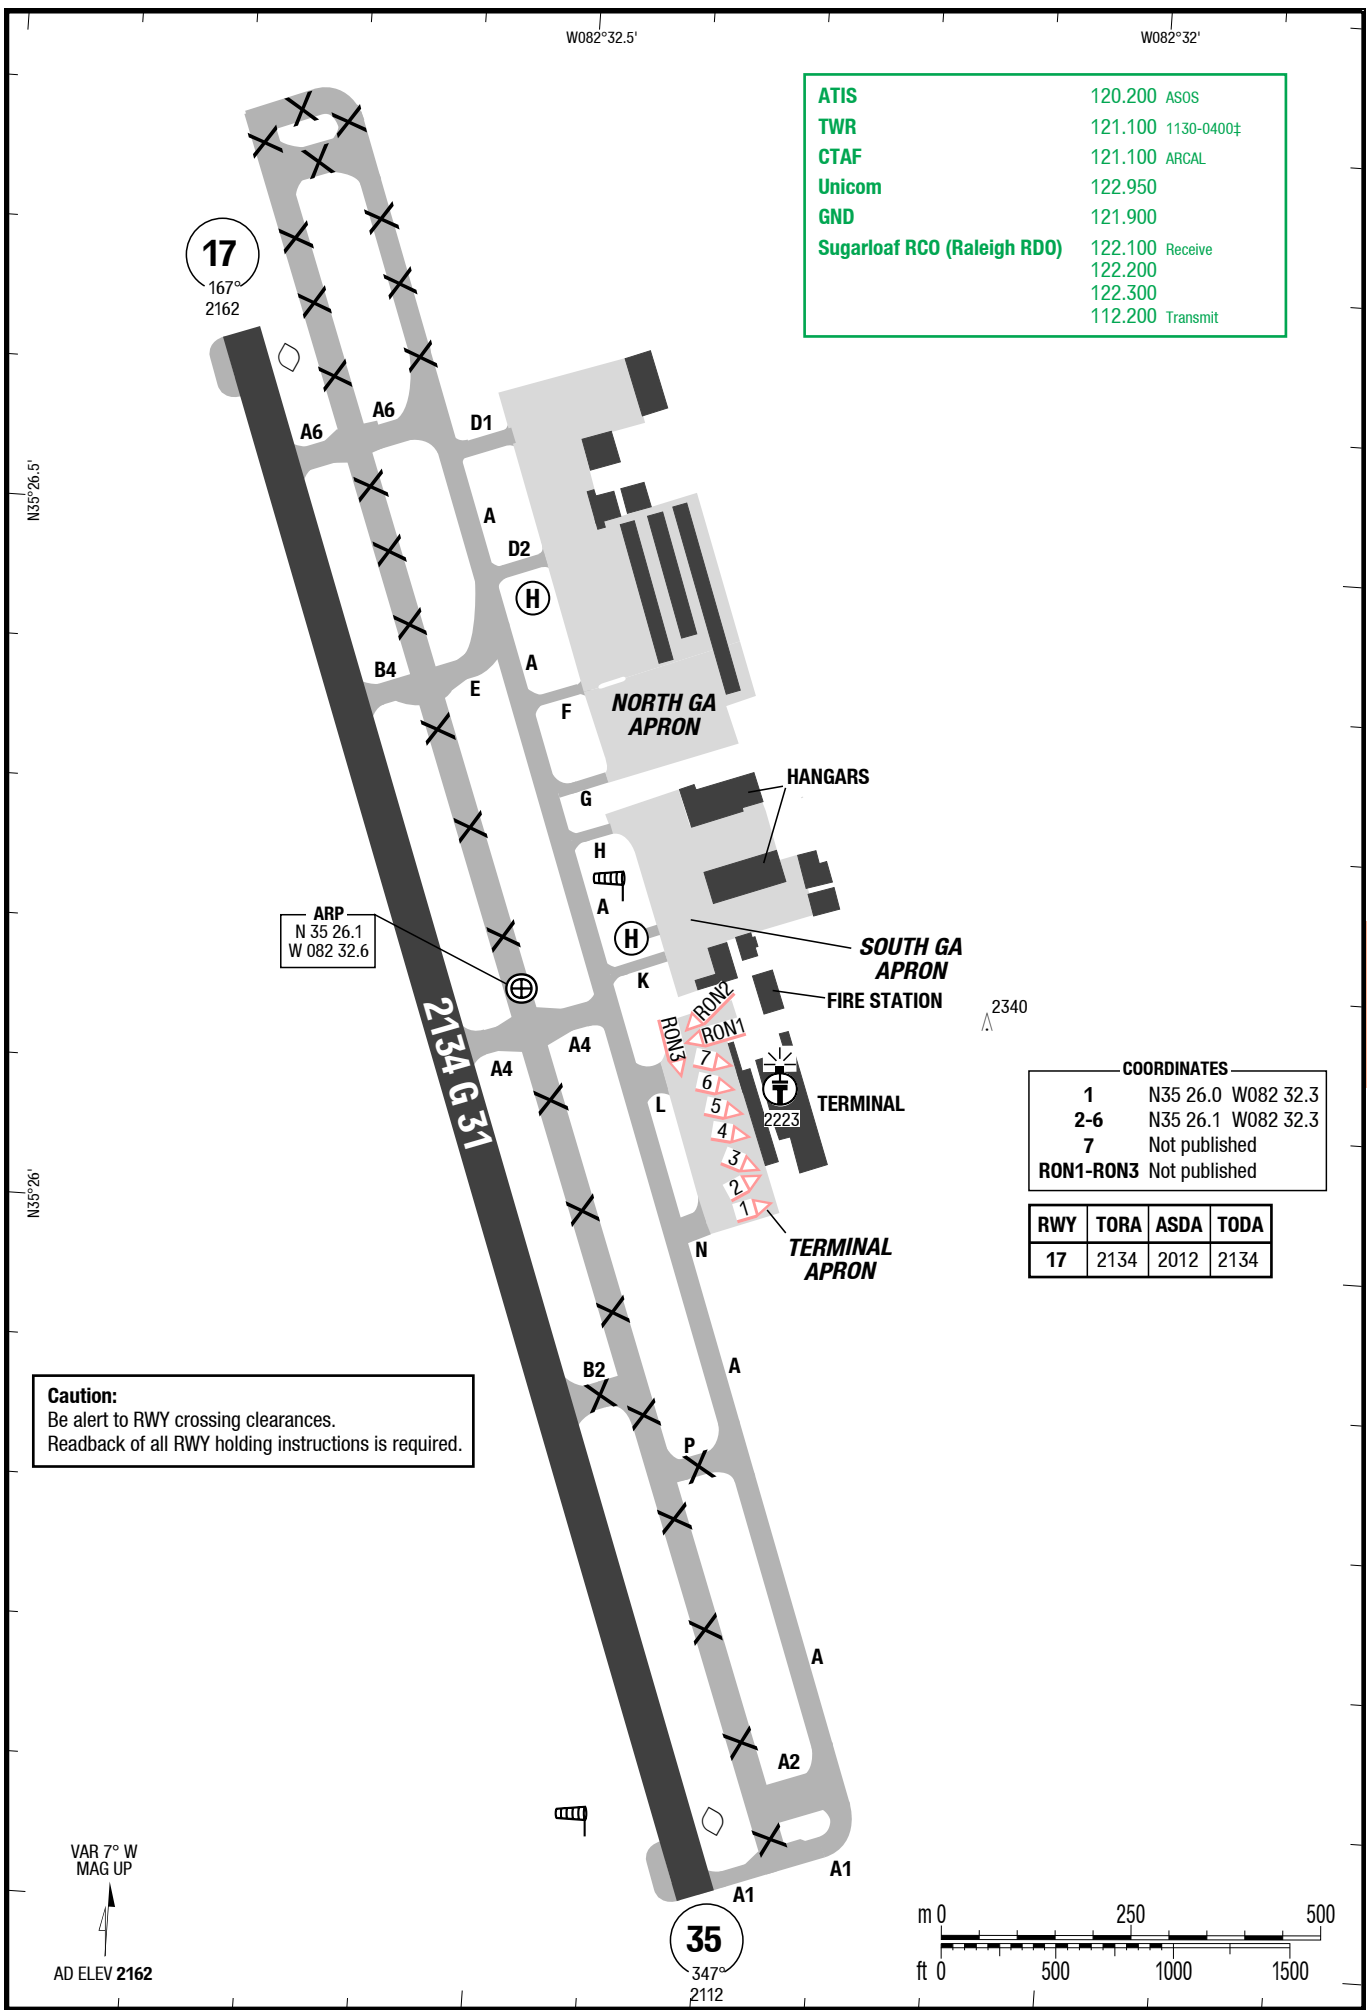 W082°32.5'
W082°32'
ATIS 120.200 ASOS
TWR 121.100 1130-0400‡
CTAF 121.100 ARCAL
Unicom 122.950
GND 121.900
Sugarloaf RCO (Raleigh RDO) 122.100 Receive
122.200
122.300
112.200 Transmit
17
167°
2162
A6
A6
D1
N35°26.5'
A
D2
H
A
B4
E
F
NORTH GA
APRON
HANGARS
G
H
A
ARP
N 35 26.1
W 082 32.6
H
SOUTH GA
APRON
K
FIRE STATION
RON2
RON1
RON3
2340
2134 G 31
A4
A4
7
6
5
4
3
2
1
L
2223
TERMINAL
COORDINATES
1 N35 26.0 W082 32.3
2-6 N35 26.1 W082 32.3
7 Not published
RON1-RON3 Not published
N35°26'
RWY TORA ASDA TODA
17 2134 2012 2134
N
TERMINAL
APRON
B2
A
Caution:
Be alert to RWY crossing clearances.
Readback of all RWY holding instructions is required.
P
A
A2
A1
A1
VAR 7° W
MAG UP
AD ELEV 2162
35
347°
2112
m 0 250 500
ft 0 500 1000 1500